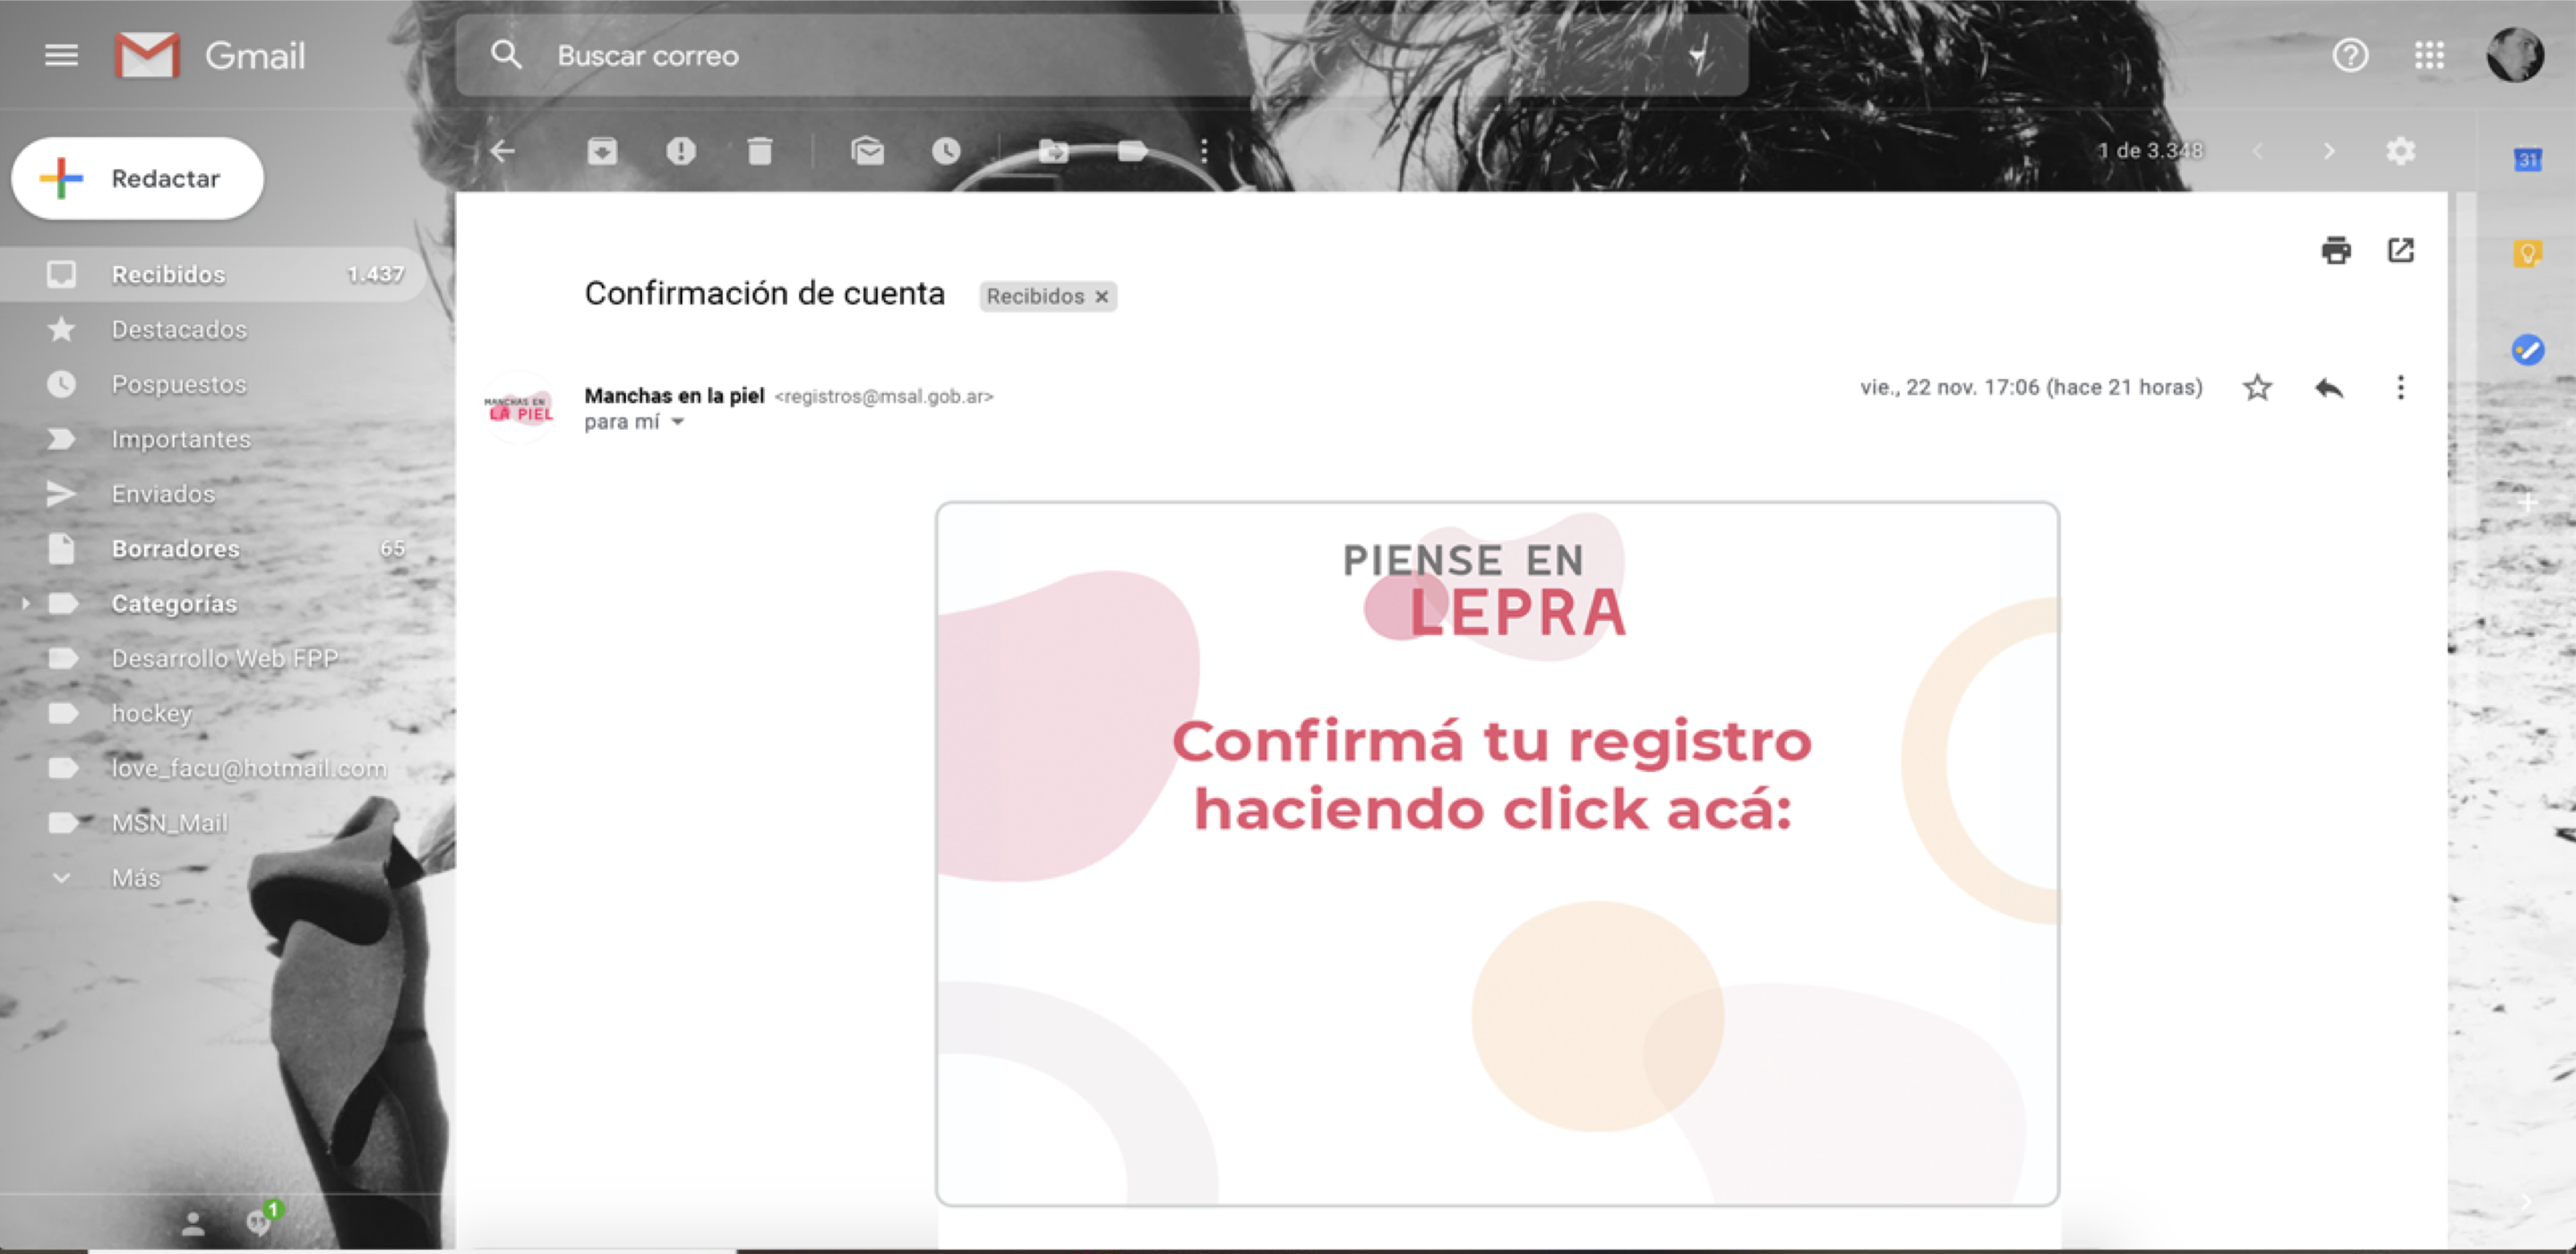 Gmail
Buscar correo
Redactar
1 de 3.348
31
Recibidos 1.437
Destacados
Pospuestos
Importantes
Enviados
Borradores 65
Categorías
Desarrollo Web FPP
hockey
love_facu@hotmail.com
MSN_Mail
Más
1
Confirmación de cuenta Recibidos ×
MANCHAS EN
LA PIEL
Manchas en la piel <registros@msal.gob.ar>
para mí
vie., 22 nov. 17:06 (hace 21 horas)
PIENSE EN
LEPRA
Confirmá tu registro
haciendo click acá: